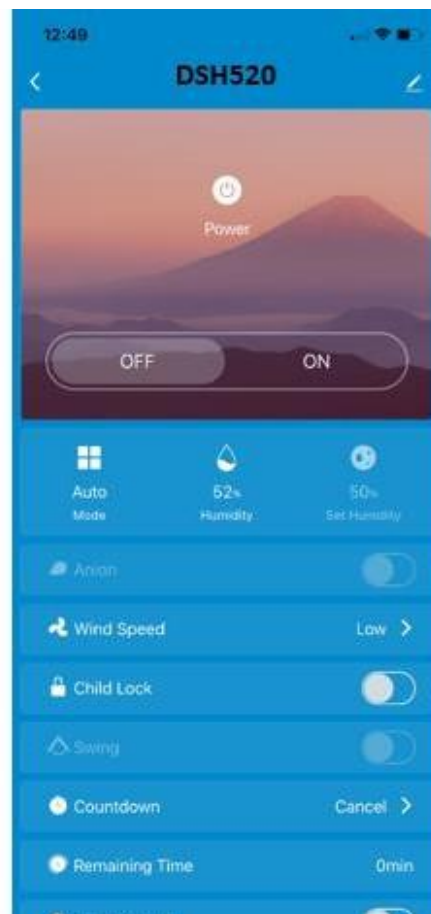 12:49
DSH520
Power
OFF ON
Auto 52% 50%
Mode Humidity Set Humidity
Anion
Wind Speed Low
Child Lock
Swing
Countdown Cancel
Remaining Time 0min